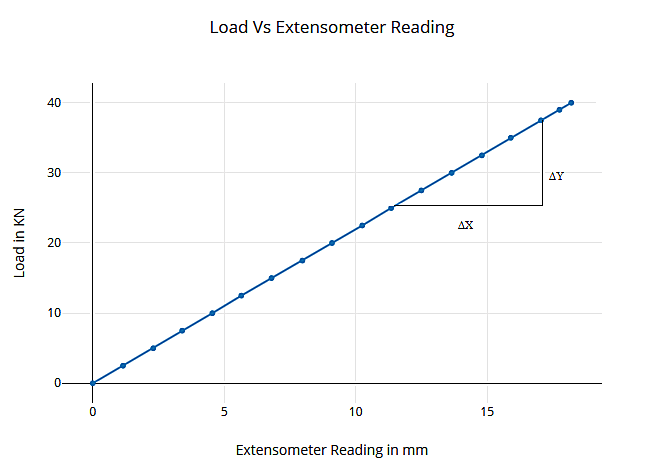 Load Vs Extensometer Reading
40
30
20
10
0
Load in KN
ΔY
ΔX
0 5 10 15
Extensometer Reading in mm